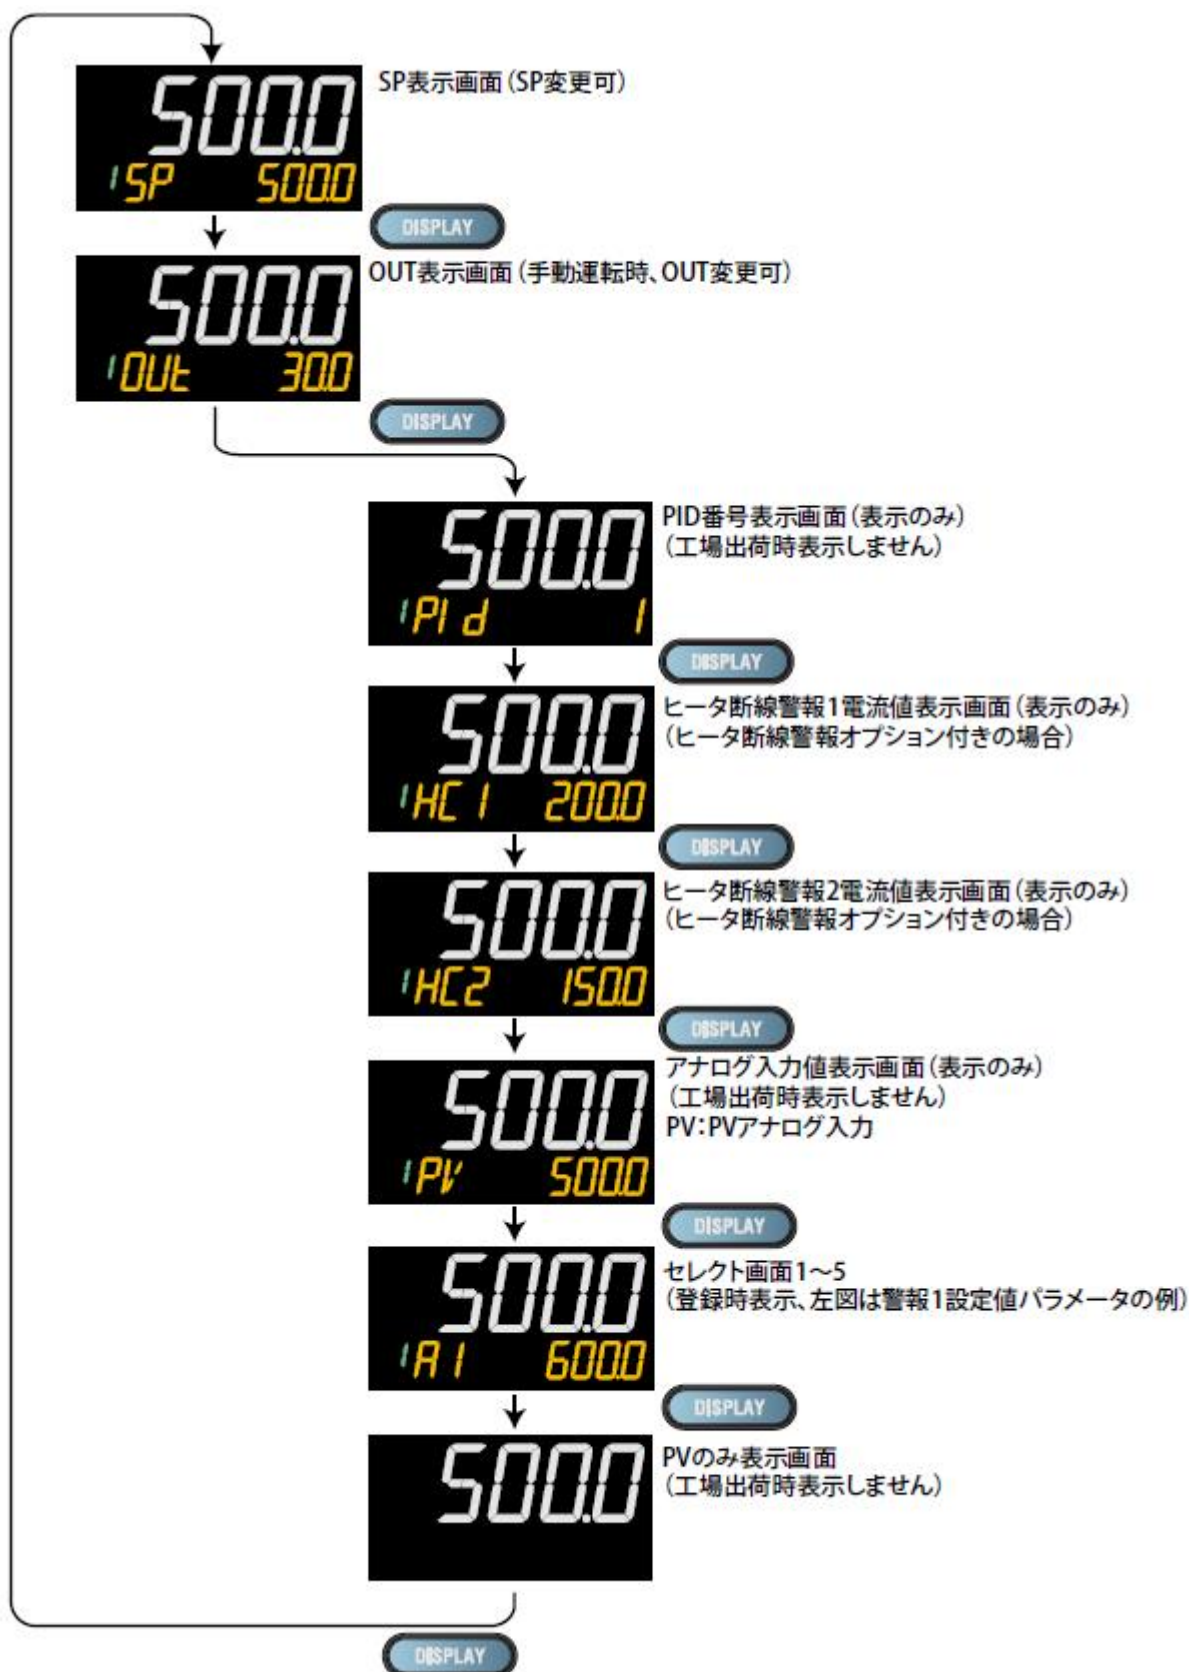 500.0
SP表示画面(SP変更可)
1 SP 500.0
DISPLAY
500.0
OUT表示画面(手動運転時、OUT変更可)
1 OUt 30.0
DISPLAY
500.0
PID番号表示画面(表示のみ)
(工場出荷時表示しません)
1 PId 1
DISPLAY
500.0
ヒータ断線警報1電流値表示画面(表示のみ)
(ヒータ断線警報オプション付きの場合)
1 HC1 200.0
DISPLAY
500.0
ヒータ断線警報2電流値表示画面(表示のみ)
(ヒータ断線警報オプション付きの場合)
1 HC2 150.0
DISPLAY
500.0
アナログ入力値表示画面(表示のみ)
(工場出荷時表示しません)
PV:PVアナログ入力
1 PV 500.0
DISPLAY
500.0
セレクト画面1～5
(登録時表示、左図は警報1設定値パラメータの例)
1 A1 600.0
DISPLAY
500.0
PVのみ表示画面
(工場出荷時表示しません)
DISPLAY